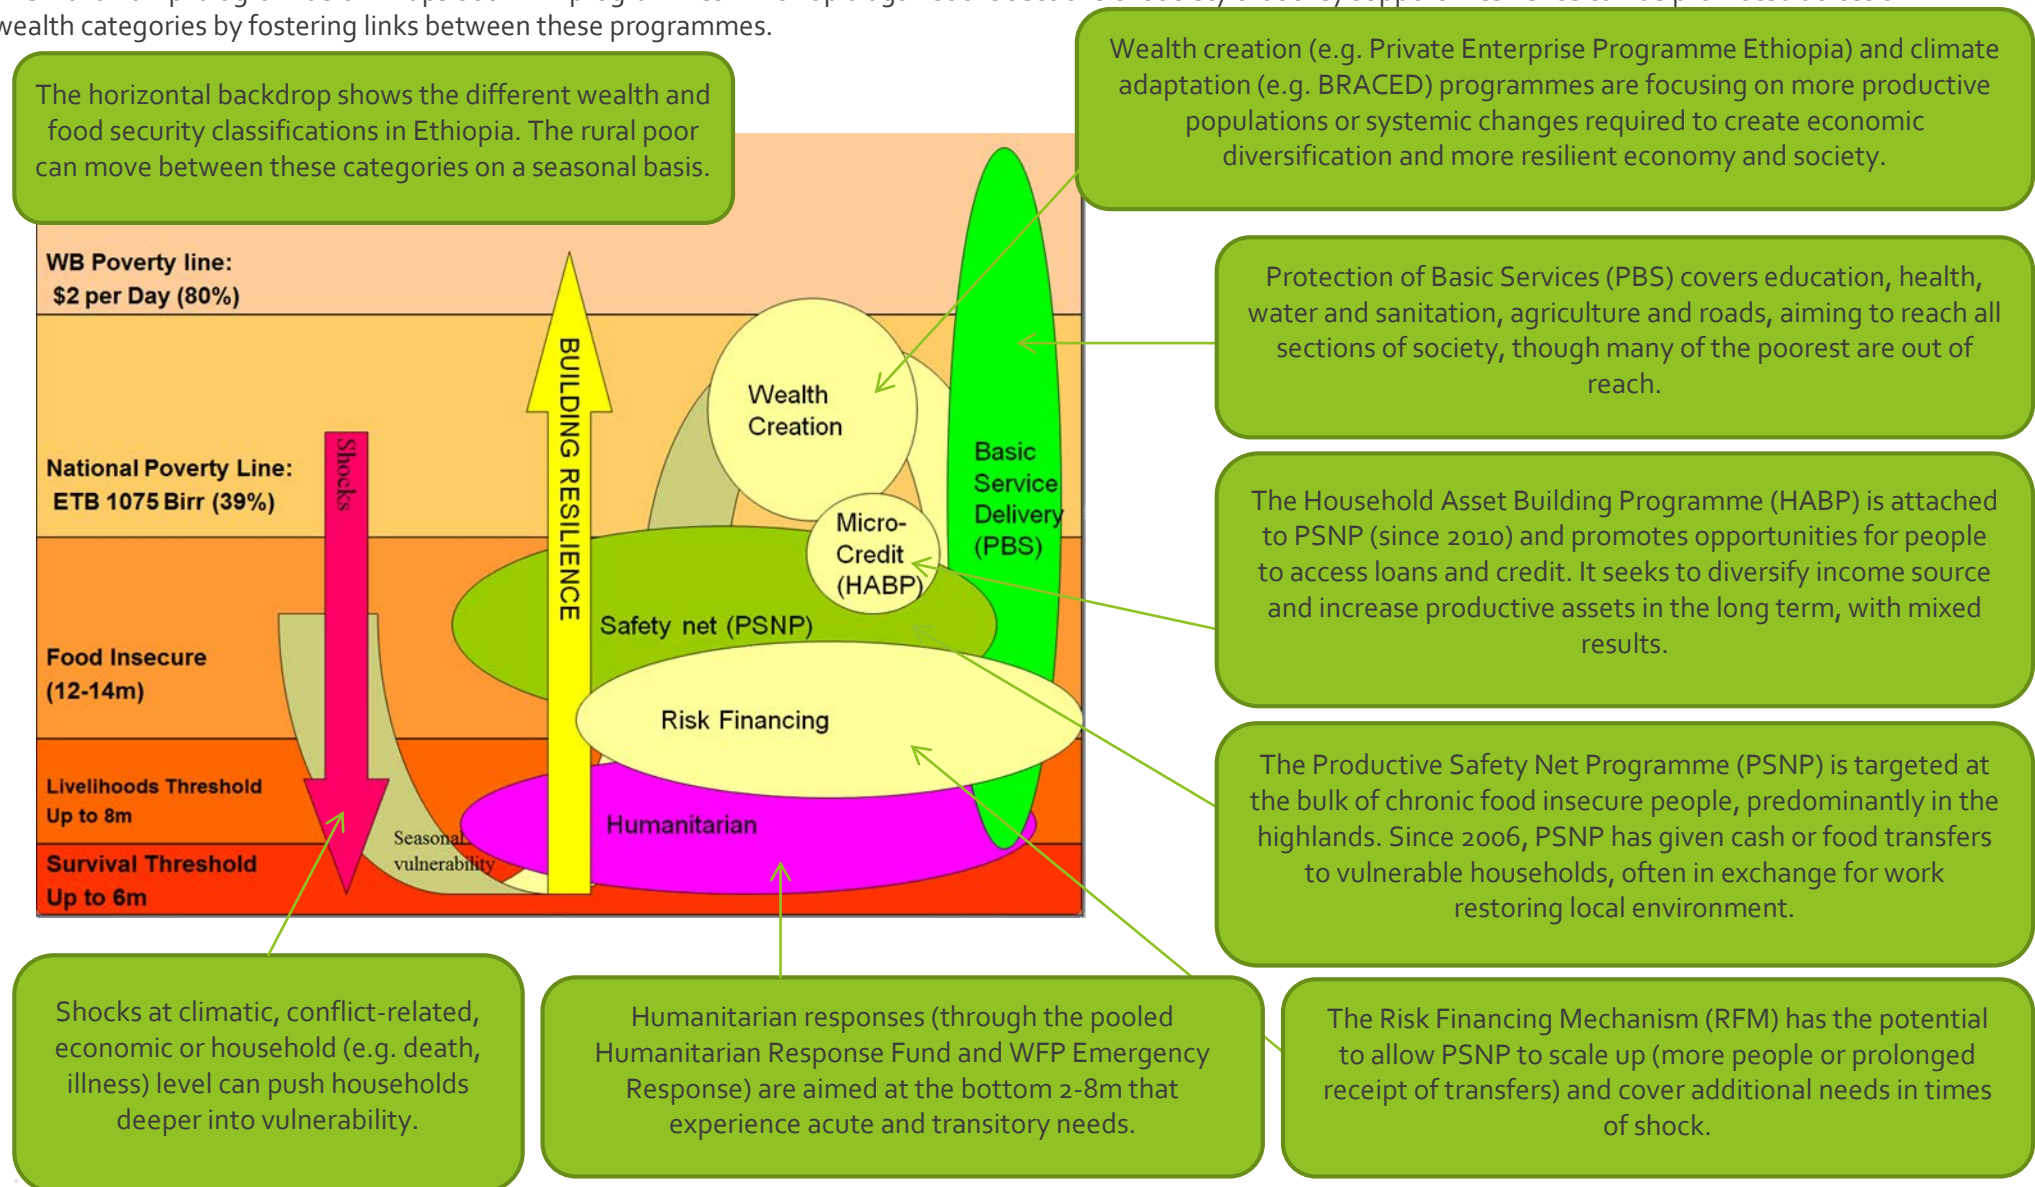 wealth categories by fostering links between these programmes.
The horizontal backdrop shows the different wealth and
food security classifications in Ethiopia. The rural poor
can move between these categories on a seasonal basis.
Wealth creation (e.g. Private Enterprise Programme Ethiopia) and climate
adaptation (e.g. BRACED) programmes are focusing on more productive
populations or systemic changes required to create economic
diversification and more resilient economy and society.
WB Poverty line:
$2 per Day (80%)
National Poverty Line:
ETB 1075 Birr (39%)
Food Insecure
(12-14m)
Livelihoods Threshold
Up to 8m
Survival Threshold
Up to 6m
Shocks
Seasonal
vulnerability
BUILDING RESILIENCE
Wealth
Creation
Micro-
Credit
(HABP)
Basic
Service
Delivery
(PBS)
Safety net (PSNP)
Risk Financing
Humanitarian
Protection of Basic Services (PBS) covers education, health,
water and sanitation, agriculture and roads, aiming to reach all
sections of society, though many of the poorest are out of
reach.
The Household Asset Building Programme (HABP) is attached
to PSNP (since 2010) and promotes opportunities for people
to access loans and credit. It seeks to diversify income source
and increase productive assets in the long term, with mixed
results.
The Productive Safety Net Programme (PSNP) is targeted at
the bulk of chronic food insecure people, predominantly in the
highlands. Since 2006, PSNP has given cash or food transfers
to vulnerable households, often in exchange for work
restoring local environment.
Shocks at climatic, conflict-related,
economic or household (e.g. death,
illness) level can push households
deeper into vulnerability.
Humanitarian responses (through the pooled
Humanitarian Response Fund and WFP Emergency
Response) are aimed at the bottom 2-8m that
experience acute and transitory needs.
The Risk Financing Mechanism (RFM) has the potential
to allow PSNP to scale up (more people or prolonged
receipt of transfers) and cover additional needs in times
of shock.